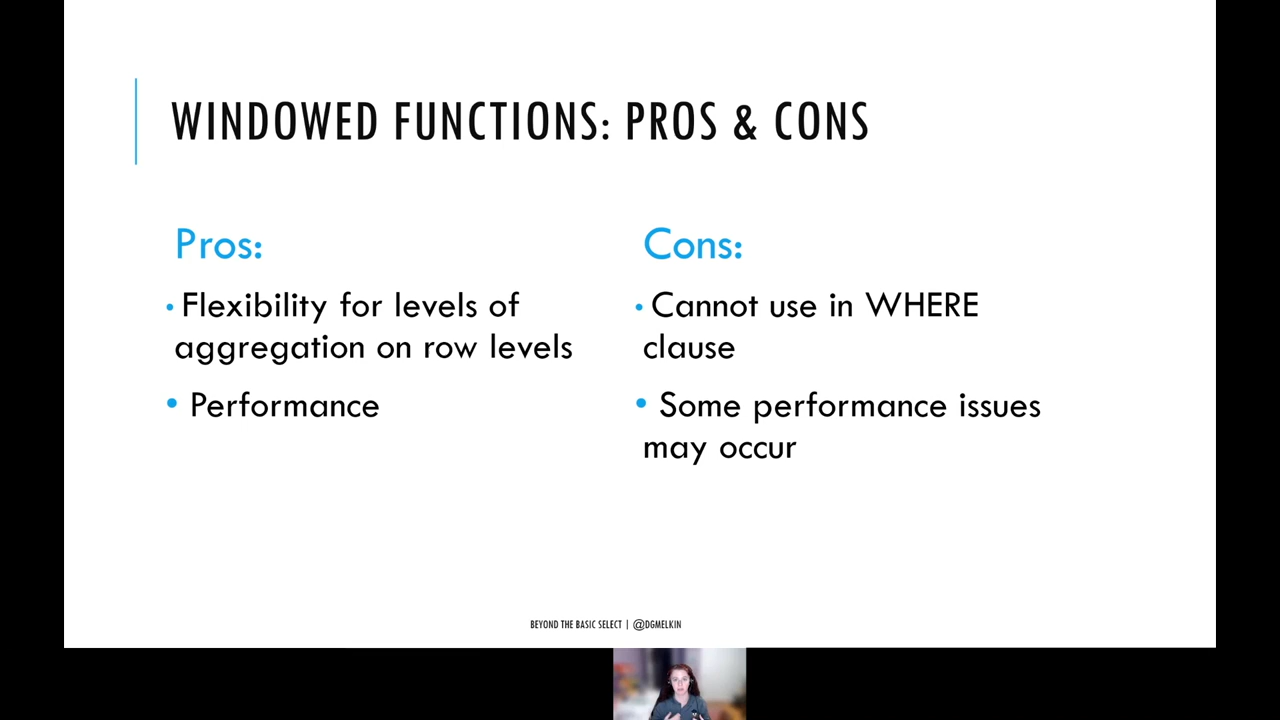 WINDOWED FUNCTIONS: PROS & CONS
Pros:
• Flexibility for levels of
aggregation on row levels
• Performance
Cons:
• Cannot use in WHERE
clause
• Some performance issues
may occur
BEYOND THE BASIC SELECT | @DGMELKIN